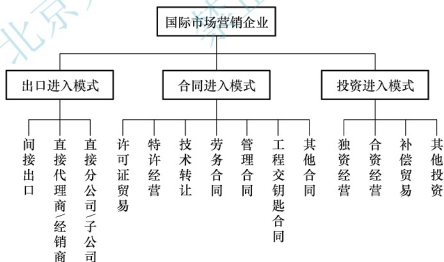 国际市场营销企业
出口进入模式
合同进入模式
投资进入模式
间接出口
直接代理商\经销商
直接分公司\子公司
许可证贸易
特许经营
技术转让
劳务合同
管理合同
工程交钥匙合同
其他合同
独资经营
合资经营
补偿贸易
其他投资